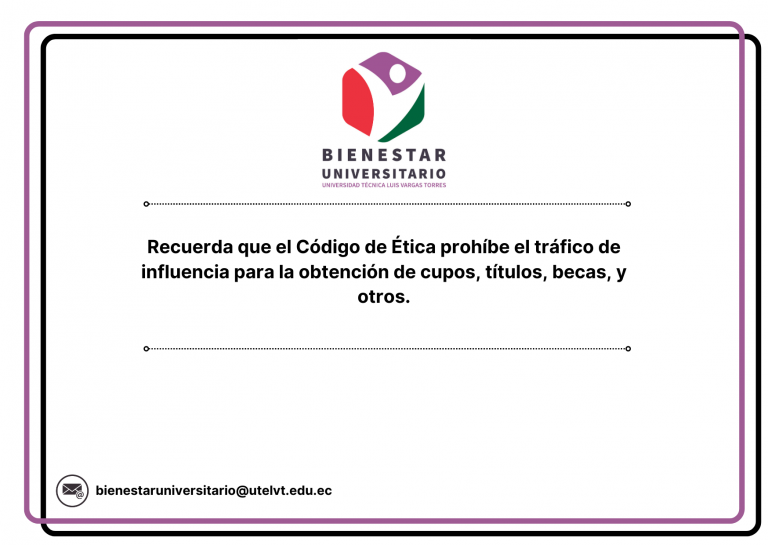 BIENESTAR
UNIVERSITARIO
UNIVERSIDAD TÉCNICA LUIS VARGAS TORRES
Recuerda que el Código de Ética prohíbe el tráfico de
influencia para la obtención de cupos, títulos, becas, y
otros.
@
bienestaruniversitario@utelvt.edu.ec